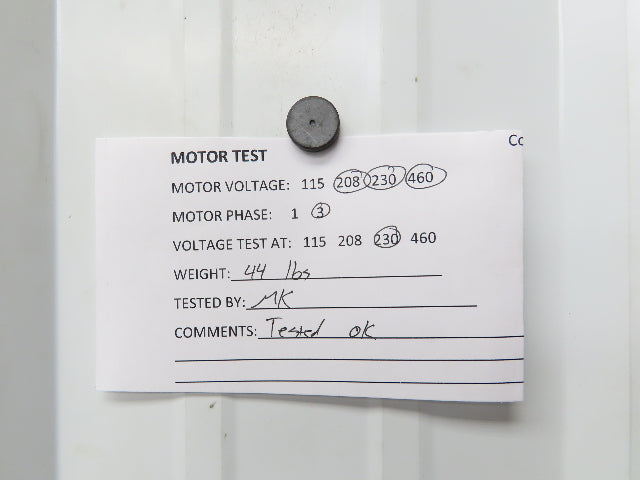 Co
MOTOR TEST
MOTOR VOLTAGE: 115 208 230 460
MOTOR PHASE: 1 3
VOLTAGE TEST AT: 115 208 230 460
WEIGHT: 44 lbs
TESTED BY: MK
COMMENTS: Tested OK